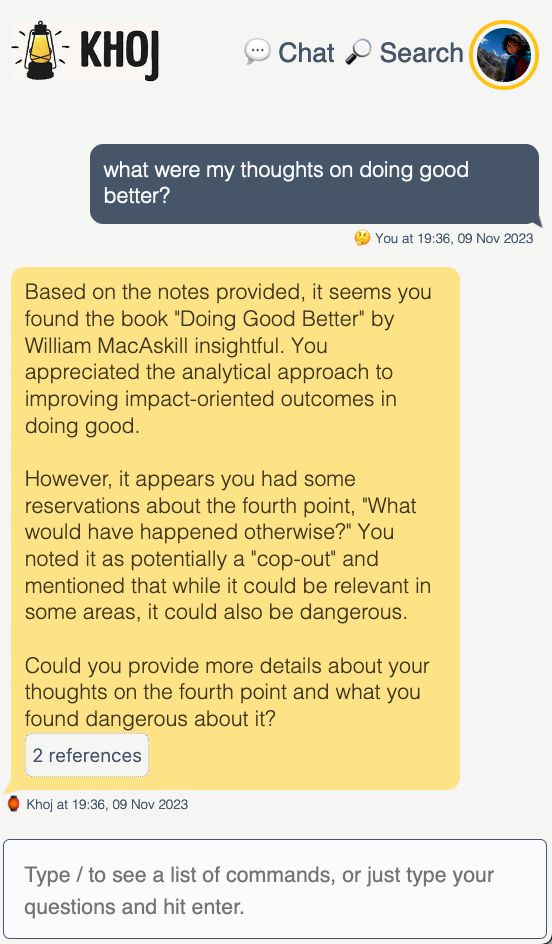 KHOJ
💬 Chat 🔎 Search
what were my thoughts on doing good
better?
🤔 You at 19:36, 09 Nov 2023
Based on the notes provided, it seems you
found the book "Doing Good Better" by
William MacAskill insightful. You
appreciated the analytical approach to
improving impact-oriented outcomes in
doing good.
However, it appears you had some
reservations about the fourth point, "What
would have happened otherwise?" You
noted it as potentially a "cop-out" and
mentioned that while it could be relevant in
some areas, it could also be dangerous.
Could you provide more details about your
thoughts on the fourth point and what you
found dangerous about it?
2 references
🏮 Khoj at 19:36, 09 Nov 2023
Type / to see a list of commands, or just type your
questions and hit enter.